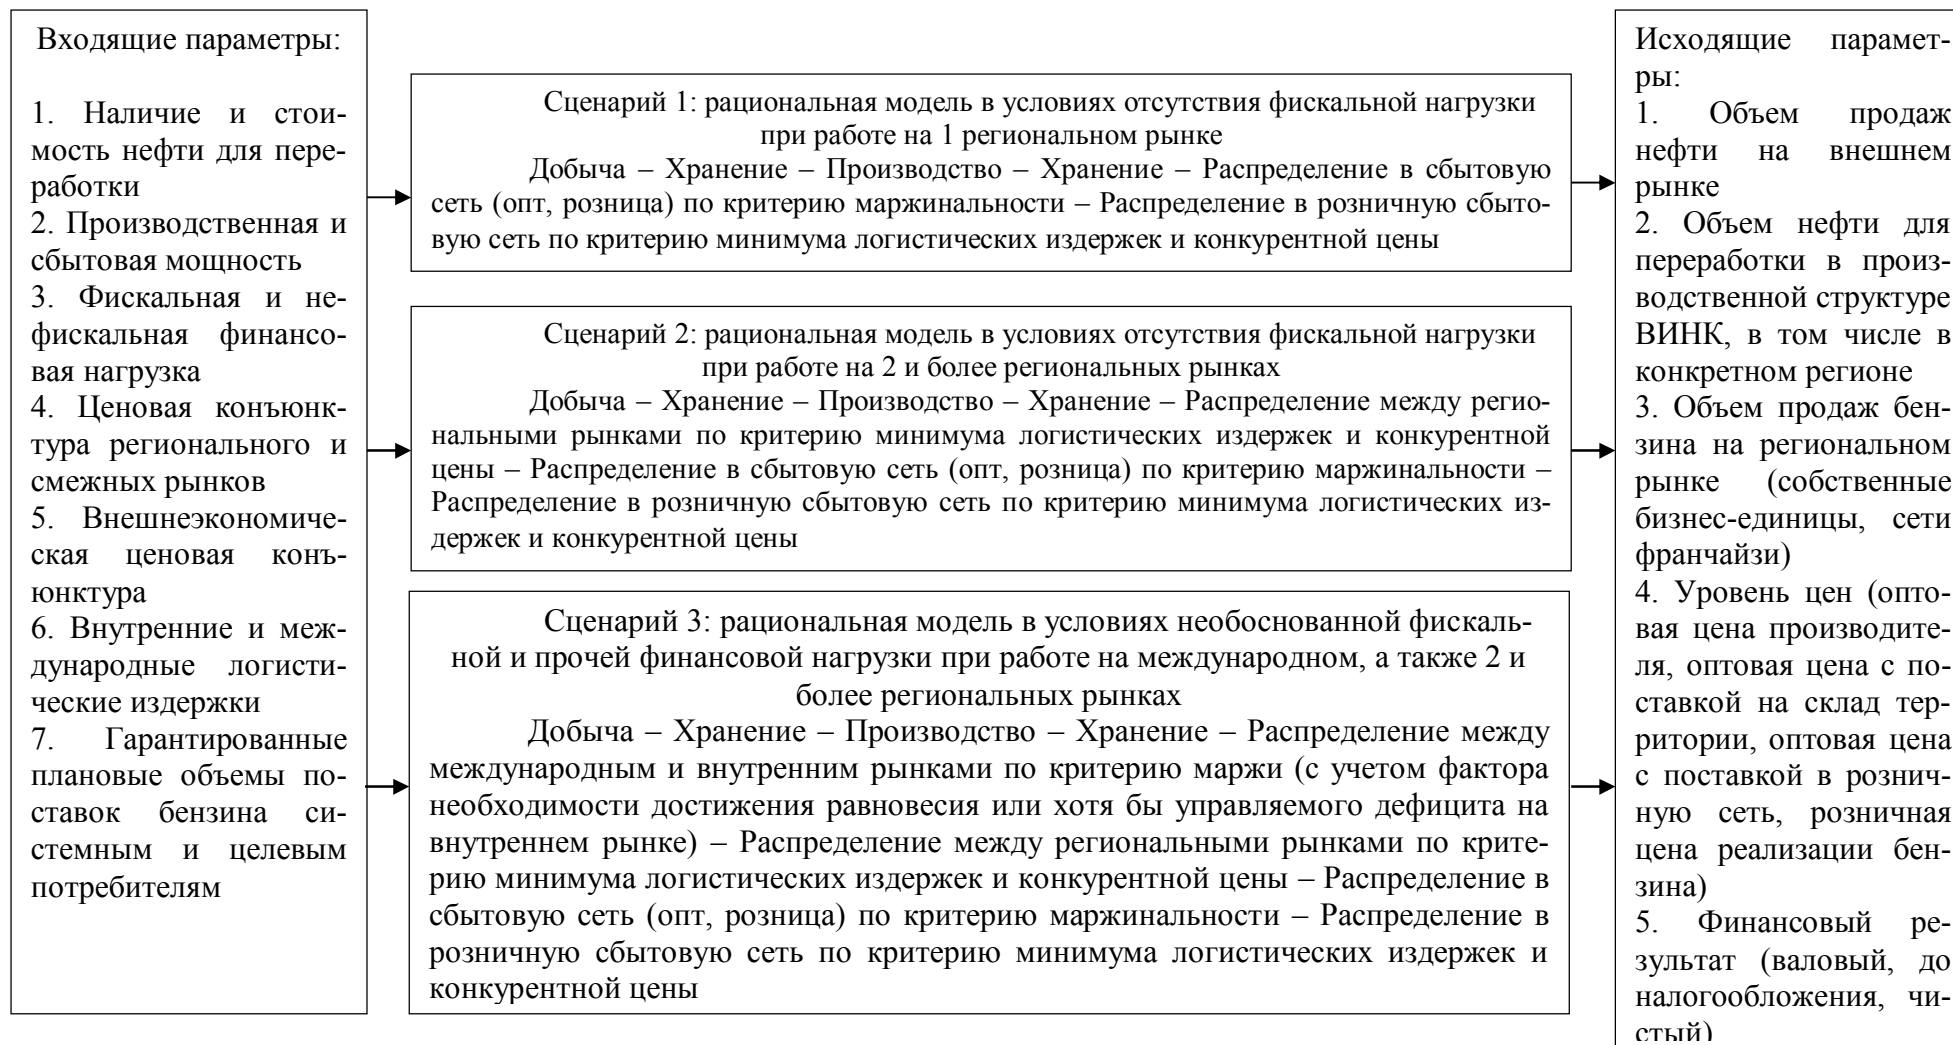 Входящие параметры:
1. Наличие и стои-
мость нефти для пере-
работки
2. Производственная и
сбытовая мощность
3. Фискальная и не-
фискальная финансо-
вая нагрузка
4. Ценовая конъюнк-
тура регионального и
смежных рынков
5. Внешнеэкономиче-
ская ценовая конъ-
юнктура
6. Внутренние и меж-
дународные логисти-
ческие издержки
7. Гарантированные
плановые объемы по-
ставок бензина си-
стемным и целевым
потребителям
Сценарий 1: рациональная модель в условиях отсутствия фискальной нагрузки
при работе на 1 региональном рынке
Добыча – Хранение – Производство – Хранение – Распределение в сбытовую
сеть (опт, розница) по критерию маржинальности – Распределение в розничную сбыто-
вую сеть по критерию минимума логистических издержек и конкурентной цены
Сценарий 2: рациональная модель в условиях отсутствия фискальной нагрузки
при работе на 2 и более региональных рынках
Добыча – Хранение – Производство – Хранение – Распределение между регио-
нальными рынками по критерию минимума логистических издержек и конкурентной
цены – Распределение в сбытовую сеть (опт, розница) по критерию маржинальности –
Распределение в розничную сбытовую сеть по критерию минимума логистических из-
держек и конкурентной цены
Сценарий 3: рациональная модель в условиях необоснованной фискаль-
ной и прочей финансовой нагрузки при работе на международном, а также 2 и
более региональных рынках
Добыча – Хранение – Производство – Хранение – Распределение между
международным и внутренним рынками по критерию маржи (с учетом фактора
необходимости достижения равновесия или хотя бы управляемого дефицита на
внутреннем рынке) – Распределение между региональными рынками по крите-
рию минимума логистических издержек и конкурентной цены – Распределение в
сбытовую сеть (опт, розница) по критерию маржинальности – Распределение в
розничную сбытовую сеть по критерию минимума логистических издержек и
конкурентной цены
Исходящие парамет-
ры:
1. Объем продаж
нефти на внешнем
рынке
2. Объем нефти для
переработки в произ-
водственной структуре
ВИНК, в том числе в
конкретном регионе
3. Объем продаж бен-
зина на региональном
рынке (собственные
бизнес-единицы, сети
франчайзи)
4. Уровень цен (опто-
вая цена производите-
ля, оптовая цена с по-
ставкой на склад тер-
ритории, оптовая цена
с поставкой в рознич-
ную сеть, розничная
цена реализации бен-
зина)
5. Финансовый ре-
зультат (валовый, до
налогообложения, чи-
стый)